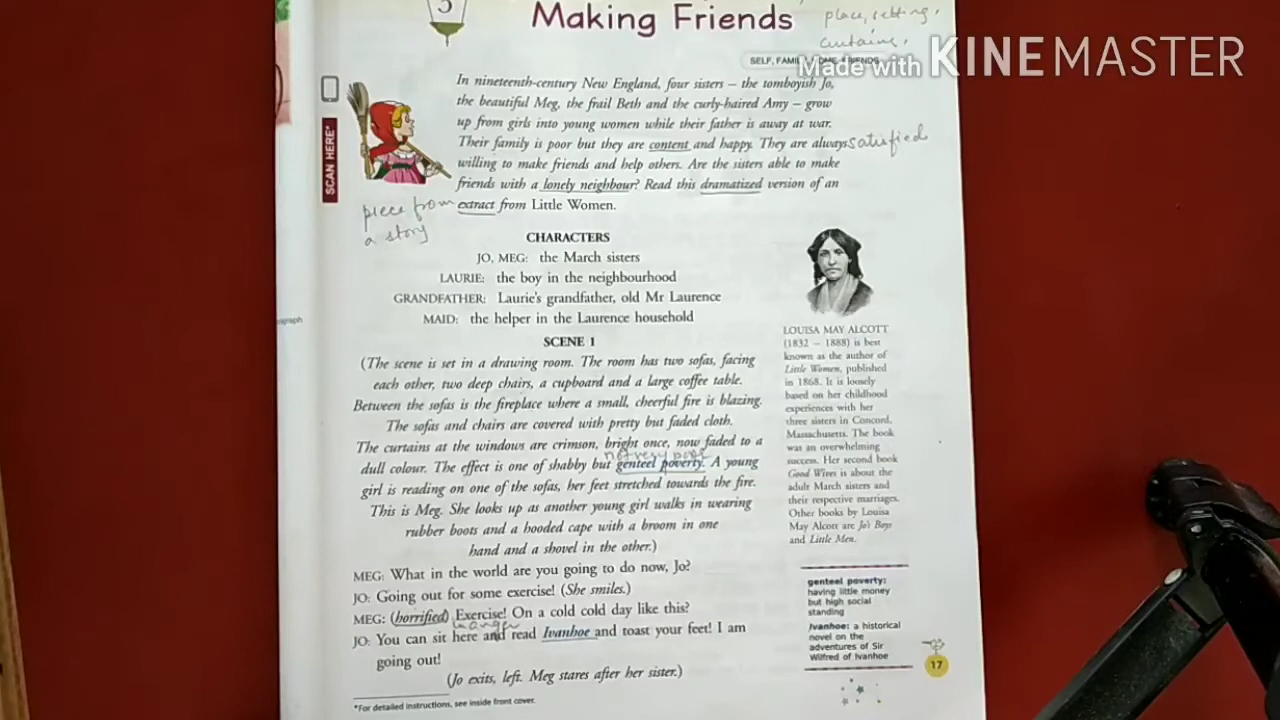 5
Making Friends
place, setting,
curtains,
Made with KINEMASTER
SELF, FAMILY, HOME, FRIENDS
SCAN HERE*
In nineteenth-century New England, four sisters – the tomboyish Jo,
the beautiful Meg, the frail Beth and the curly-haired Amy – grow
up from girls into young women while their father is away at war.
Their family is poor but they are content and happy. They are always
satisfied
willing to make friends and help others. Are the sisters able to make
friends with a lonely neighbour? Read this dramatized version of an
extract from Little Women.
piece from
a story
CHARACTERS
JO, MEG: the March sisters
LAURIE: the boy in the neighbourhood
GRANDFATHER: Laurie's grandfather, old Mr Laurence
MAID: the helper in the Laurence household
SCENE 1
(The scene is set in a drawing room. The room has two sofas, facing
each other, two deep chairs, a cupboard and a large coffee table.
Between the sofas is the fireplace where a small, cheerful fire is blazing.
The sofas and chairs are covered with pretty but faded cloth.
The curtains at the windows are crimson, bright once, now faded to a
not very poor
dull colour. The effect is one of shabby but genteel poverty. A young
girl is reading on one of the sofas, her feet stretched towards the fire.
This is Meg. She looks up as another young girl walks in wearing
rubber boots and a hooded cape with a broom in one
hand and a shovel in the other.)
MEG: What in the world are you going to do now, Jo?
JO: Going out for some exercise! (She smiles.)
MEG: (horrified) Exercise! On a cold cold day like this?
JO: You can sit here and read Ivanhoe and toast your feet! I am
going out!
(Jo exits, left. Meg stares after her sister.)
*For detailed instructions, see inside front cover.
LOUISA MAY ALCOTT
(1832 – 1888) is best
known as the author of
Little Women, published
in 1868. It is loosely
based on her childhood
experiences with her
three sisters in Concord,
Massachusetts. The book
was an overwhelming
success. Her second book
Good Wives is about the
adult March sisters and
their respective marriages.
Other books by Louisa
May Alcott are Jo's Boys
and Little Men.
genteel poverty:
having little money
but high social
standing
Ivanhoe: a historical
novel on the
adventures of Sir
Wilfred of Ivanhoe
17